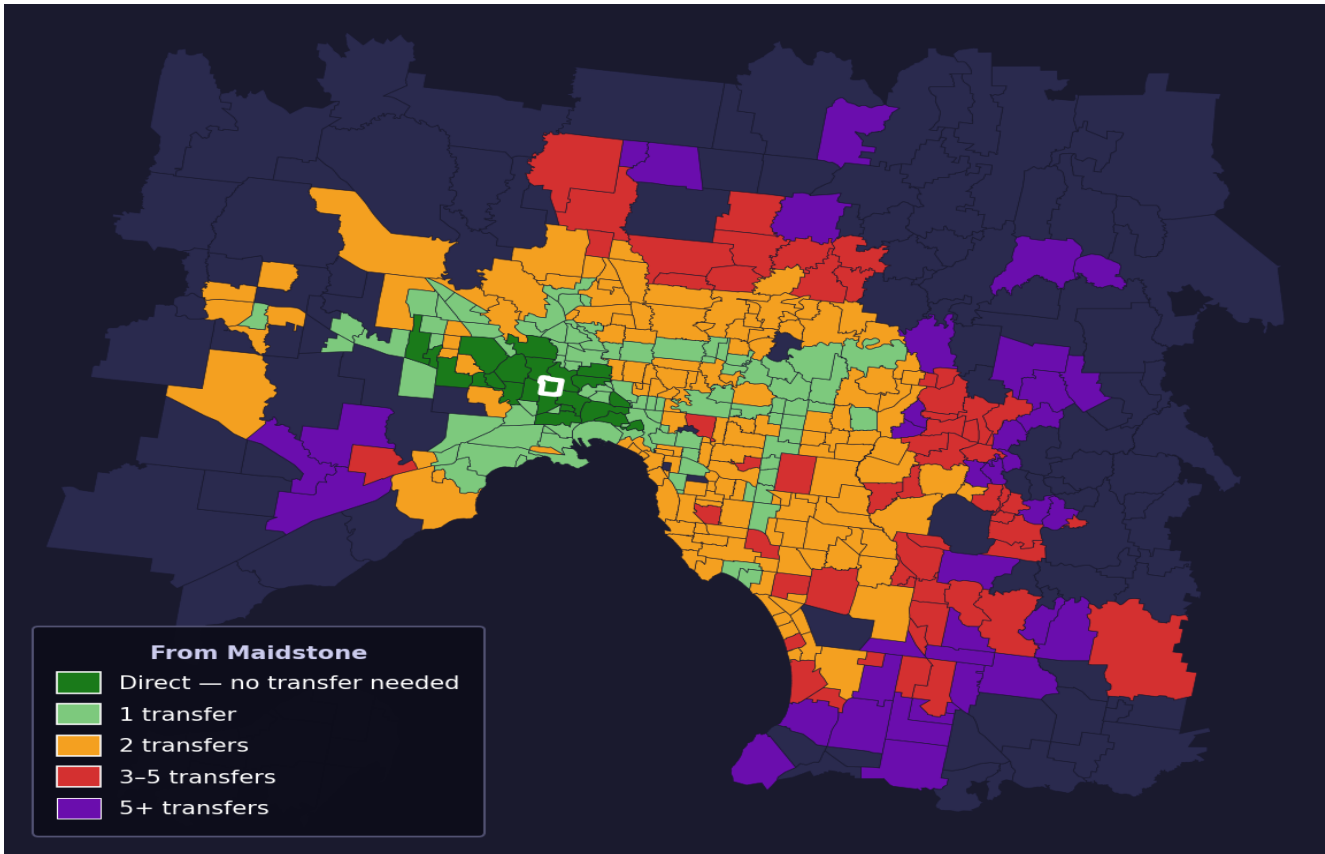 From Maidstone
Direct — no transfer needed
1 transfer
2 transfers
3–5 transfers
5+ transfers